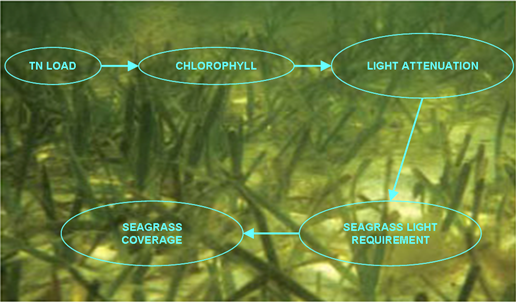 TN LOAD
CHLOROPHYLL
LIGHT ATTENUATION
SEAGRASS
COVERAGE
SEAGRASS LIGHT
REQUIREMENT